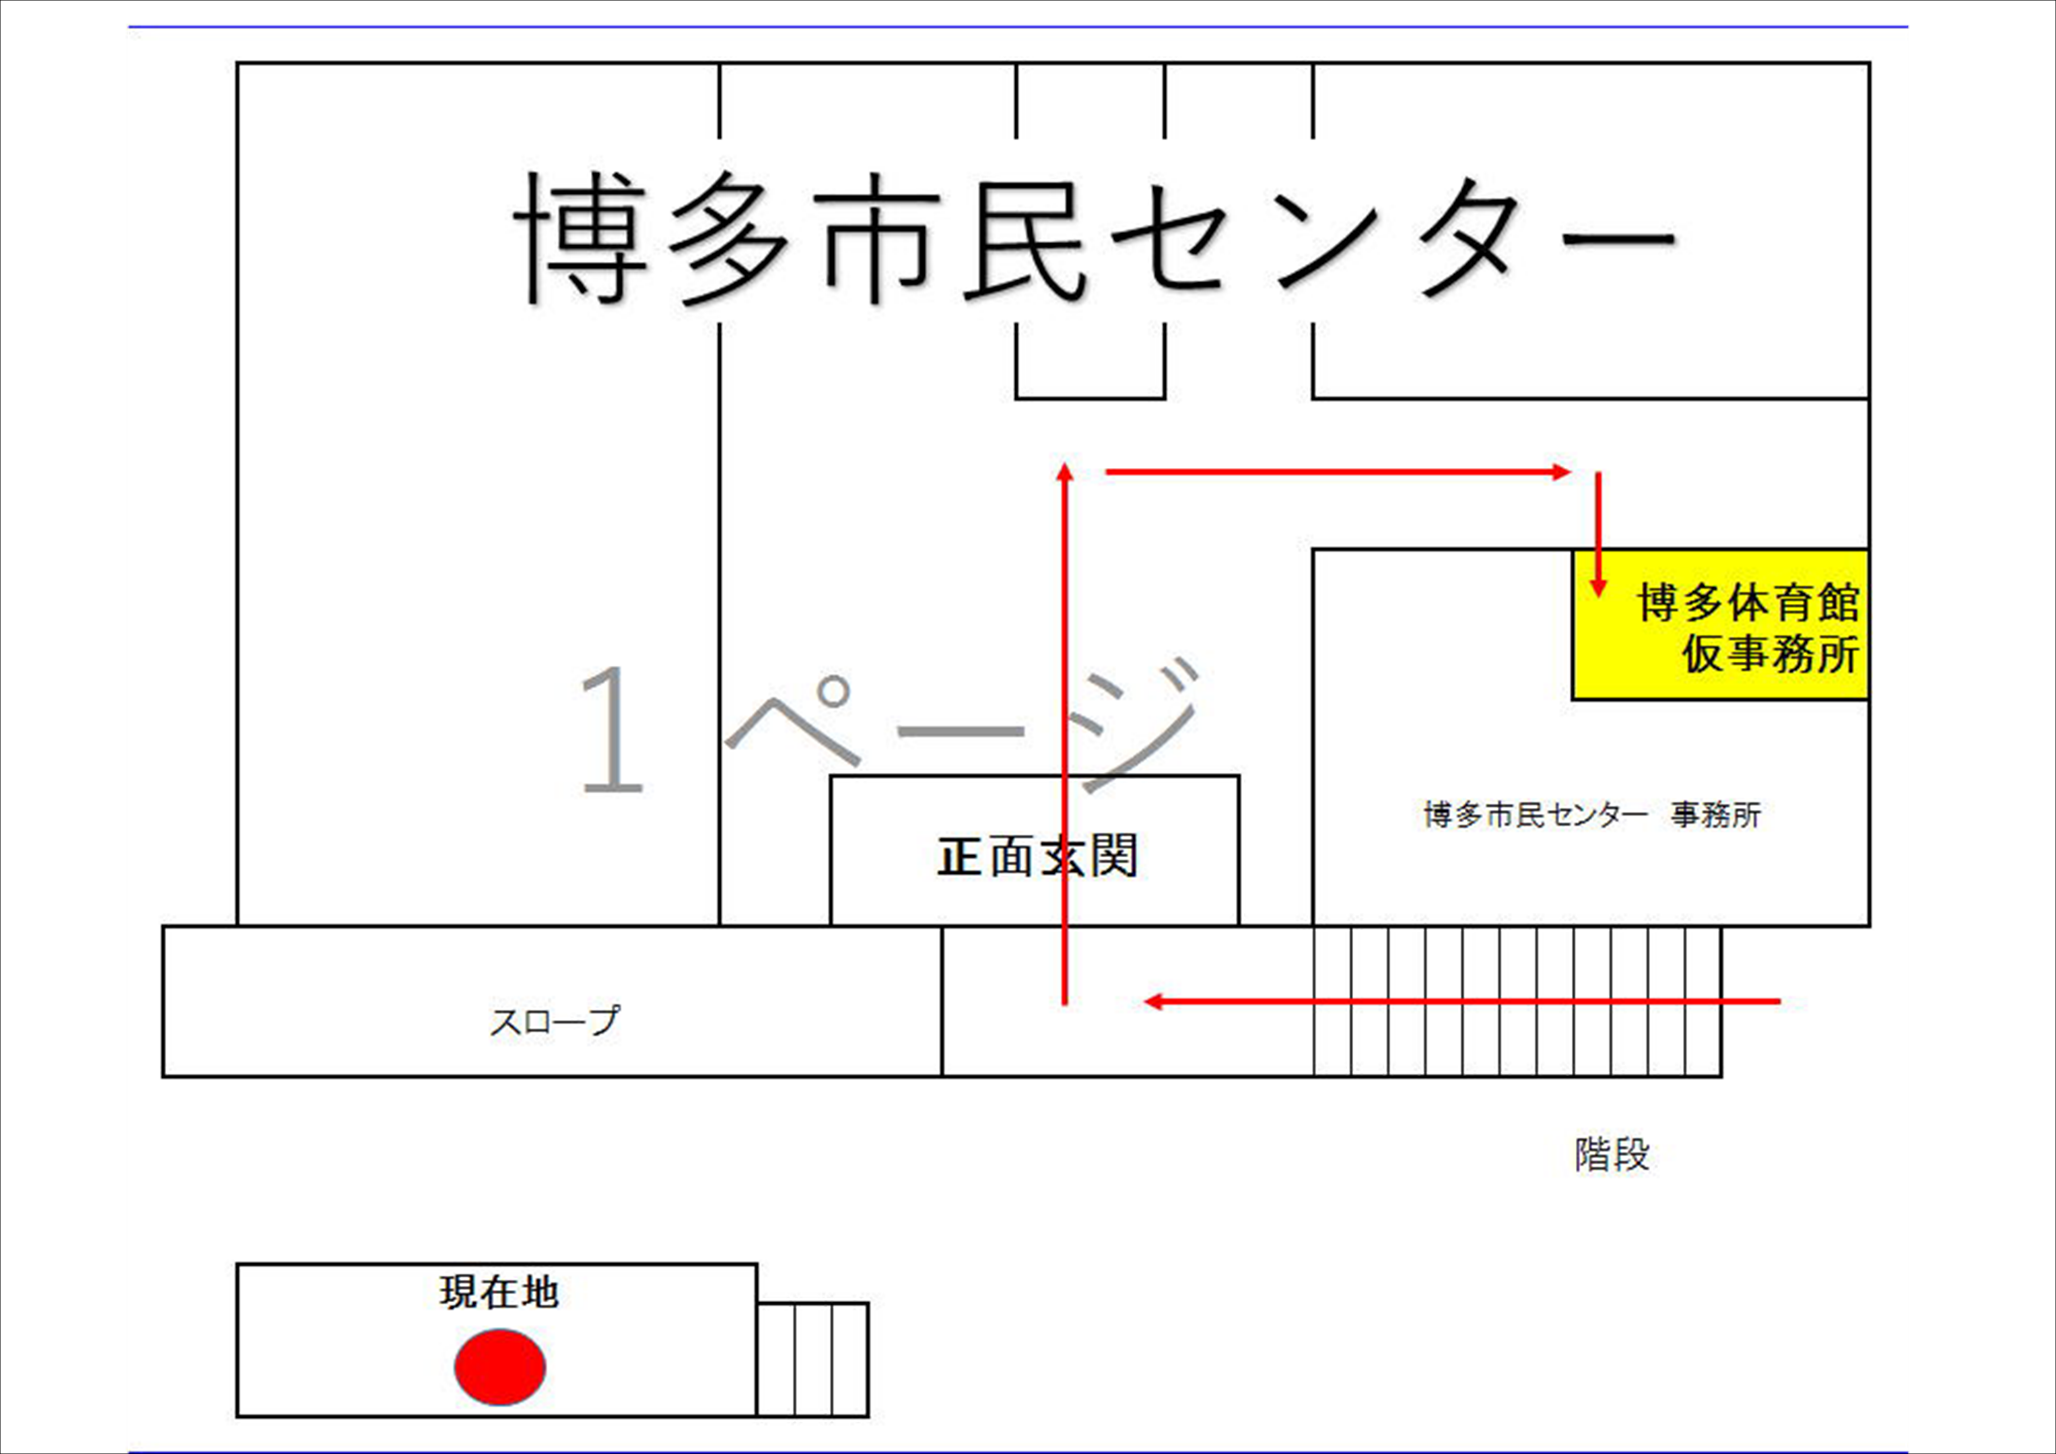 博多市民センター
博多体育館
仮事務所
1 ページ
博多市民センター　事務所
正面玄関
スロープ
階段
現在地